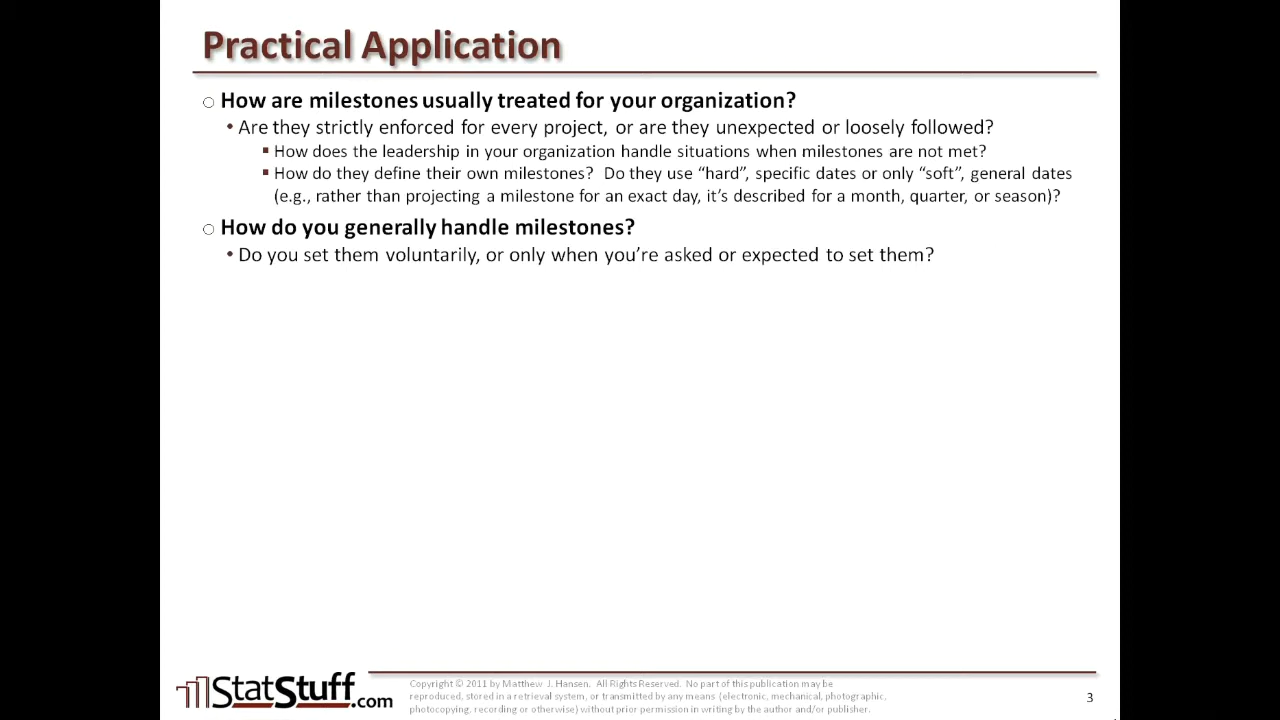 Practical Application
○ How are milestones usually treated for your organization?
• Are they strictly enforced for every project, or are they unexpected or loosely followed?
▪ How does the leadership in your organization handle situations when milestones are not met?
▪ How do they define their own milestones?  Do they use “hard”, specific dates or only “soft”, general dates
(e.g., rather than projecting a milestone for an exact day, it’s described for a month, quarter, or season)?
○ How do you generally handle milestones?
• Do you set them voluntarily, or only when you’re asked or expected to set them?
StatStuff.com
Copyright © 2011 by Matthew J. Hansen. All Rights Reserved. No part of this publication may be
reproduced, stored in a retrieval system, or transmitted by any means (electronic, mechanical, photographic,
photocopying, recording or otherwise) without prior permission in writing by the author and/or publisher.
3